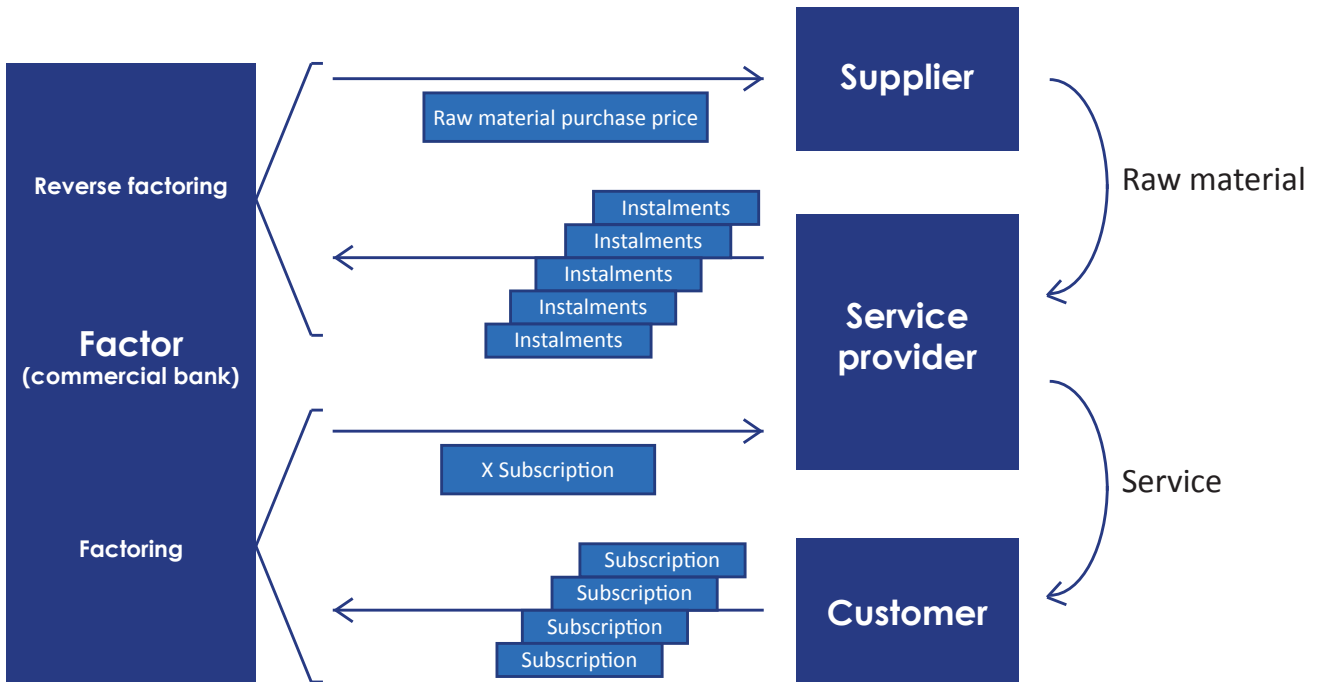 Supplier
Raw material purchase price
Raw material
Reverse factoring
Instalments
Instalments
Instalments
Instalments
Instalments
Service
provider
Factor
(commercial bank)
X Subscription
Service
Factoring
Subscription
Subscription
Subscription
Subscription
Customer